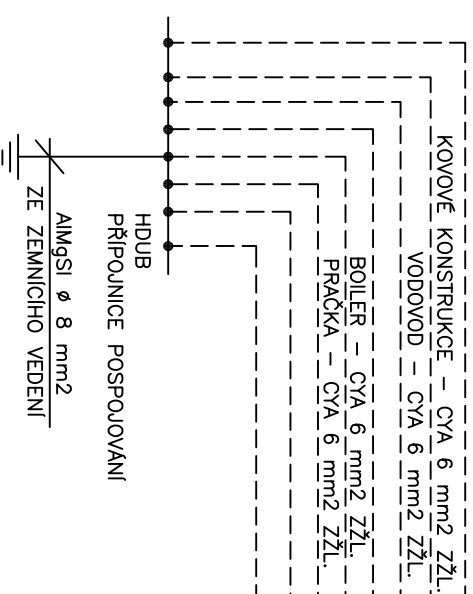 KOVOVÉ KONSTRUKCE – CYA 6 mm2 ZŽL.
VODOVOD – CYA 6 mm2 ZŽL.
BOILER – CYA 6 mm2 ZŽL.
PRAČKA – CYA 6 mm2 ZŽL.
HDUB
PŘÍPOJNICE POSPOJOVÁNÍ
AlMgSI ø 8 mm2
ZE ZEMNÍCÍHO VEDENÍ